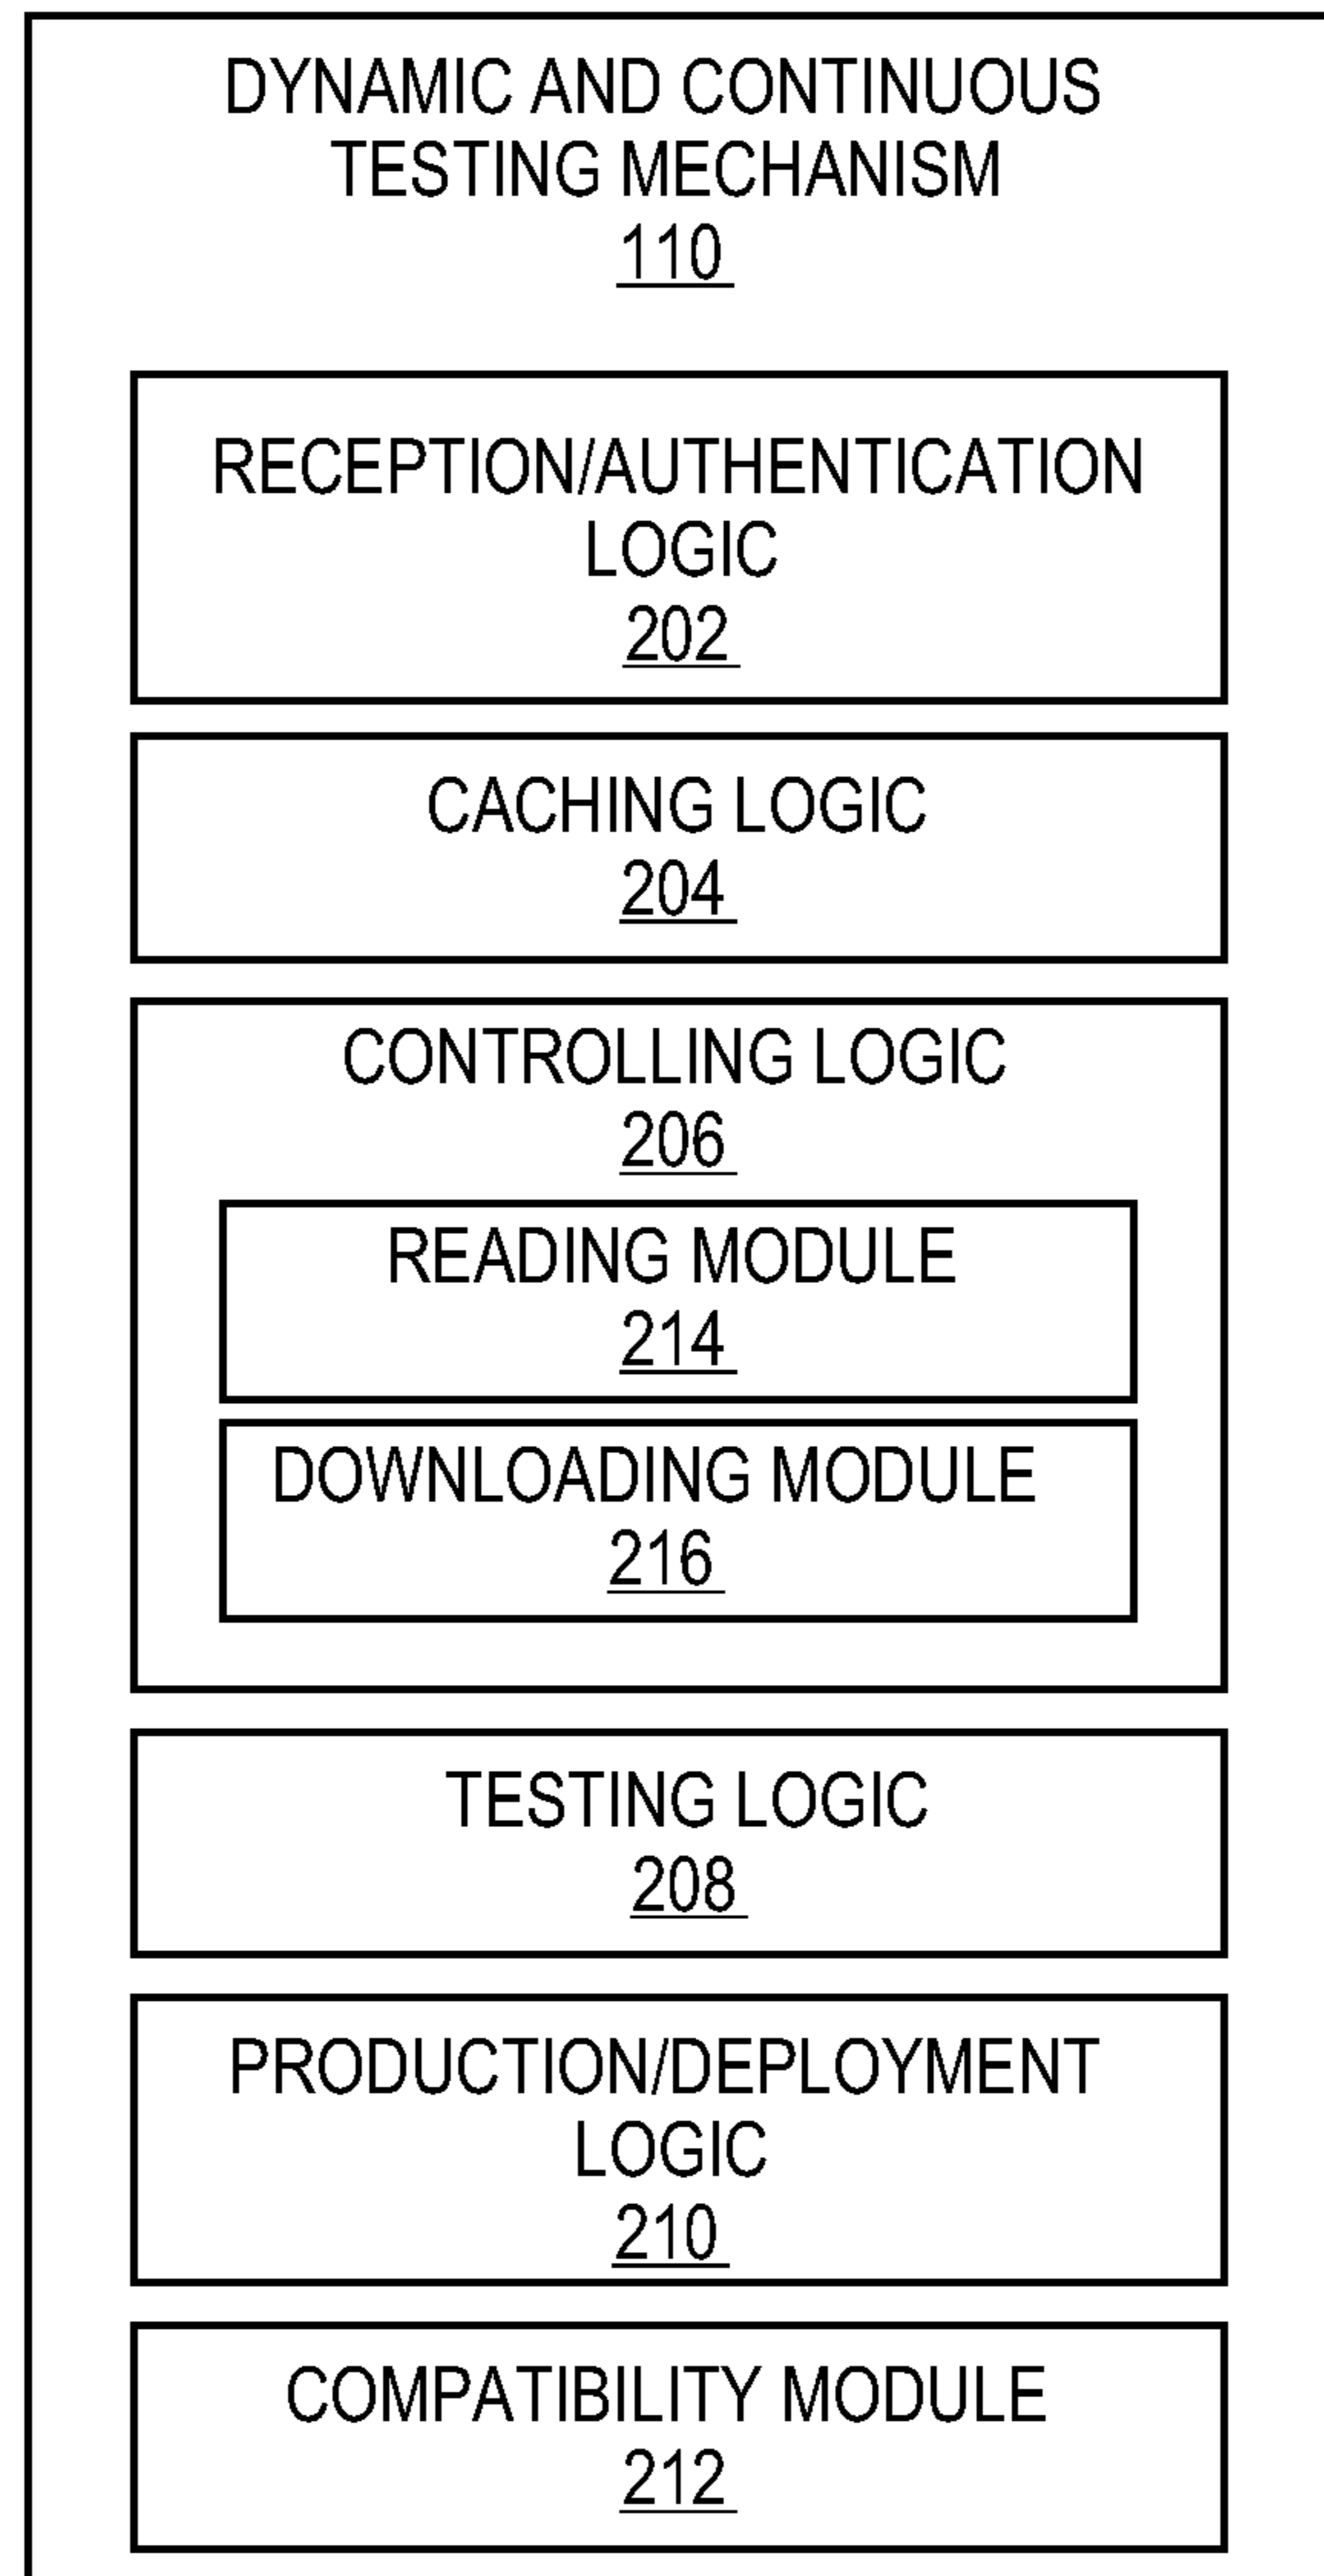 DYNAMIC AND CONTINUOUS
TESTING MECHANISM
110
RECEPTION/AUTHENTICATION
LOGIC
202
CACHING LOGIC
204
CONTROLLING LOGIC
206
READING MODULE
214
DOWNLOADING MODULE
216
TESTING LOGIC
208
PRODUCTION/DEPLOYMENT
LOGIC
210
COMPATIBILITY MODULE
212